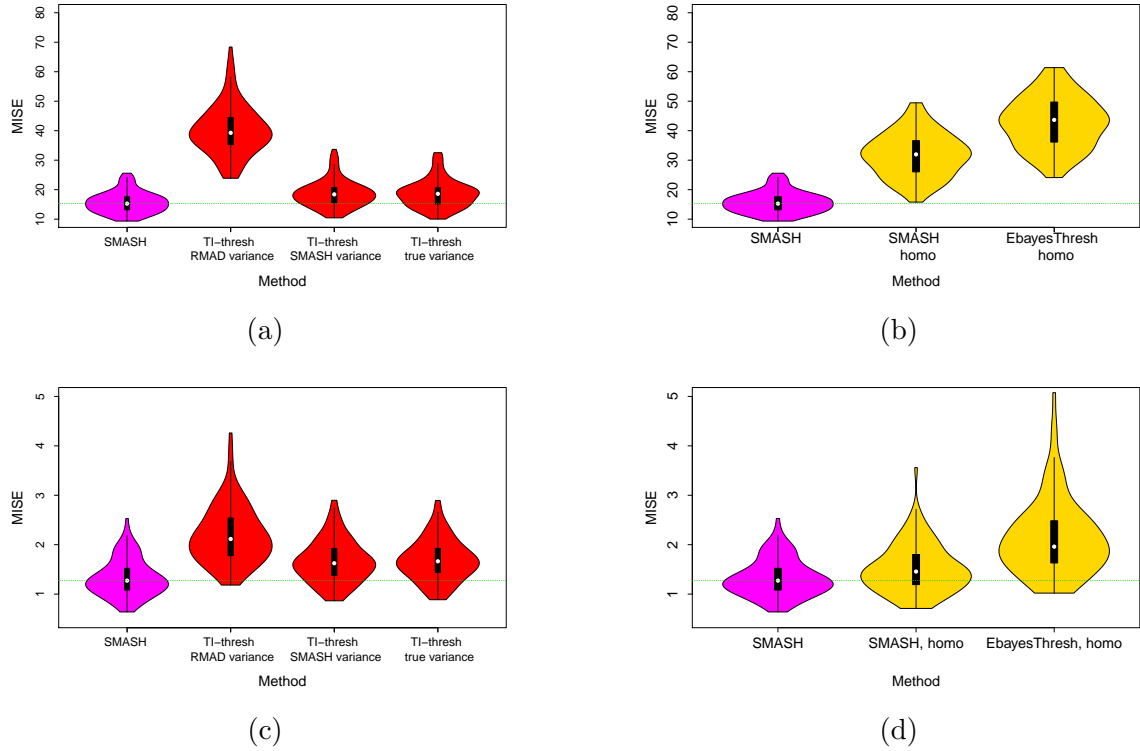 80
70
60
50
40
30
20
10
MISE
SMASH
TI−thresh
RMAD variance
TI−thresh
SMASH variance
TI−thresh
true variance
Method
(a)
80
70
60
50
40
30
20
10
MISE
SMASH
SMASH
homo
EbayesThresh
homo
Method
(b)
5
4
3
2
1
MISE
SMASH
TI−thresh
RMAD variance
TI−thresh
SMASH variance
TI−thresh
true variance
Method
(c)
5
4
3
2
1
MISE
SMASH
SMASH, homo
EbayesThresh, homo
Method
(d)